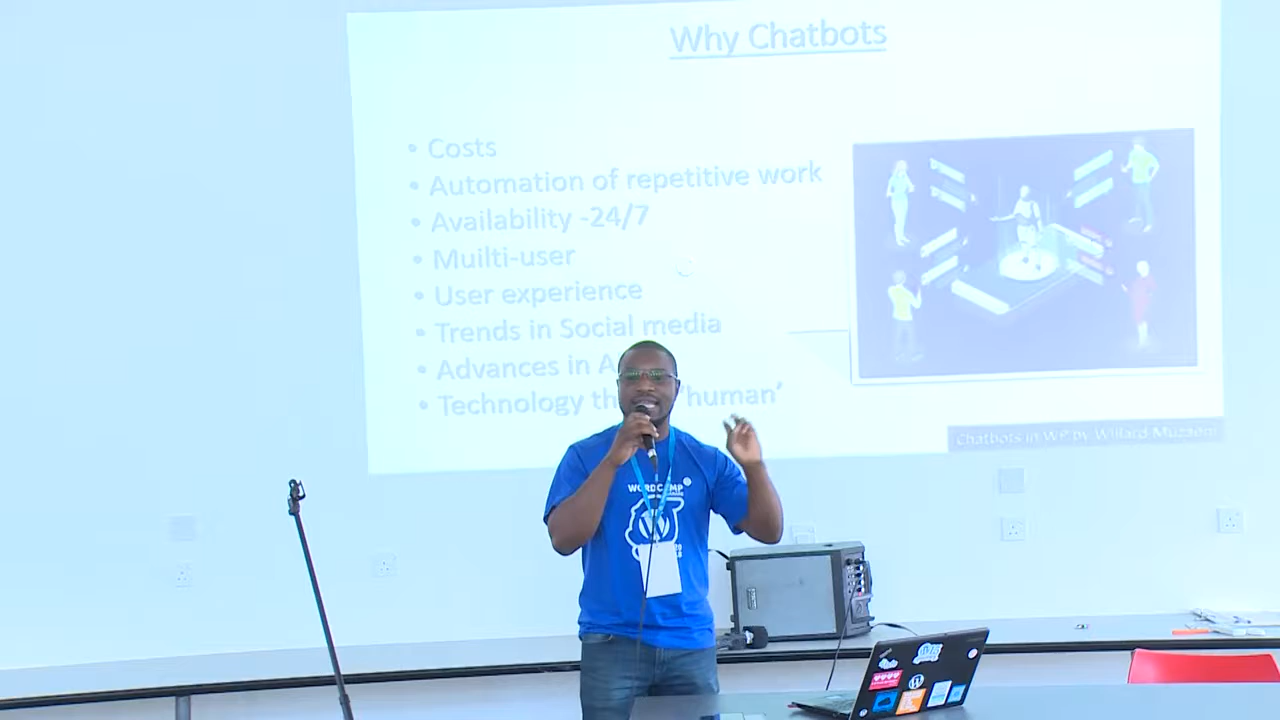 Why Chatbots
• Costs
• Automation of repetitive work
• Availability -24/7
• Muilti-user
• User experience
• Trends in Social media
• Advances in A
• Technology th 'human'
Chatbots in WP by Willard Muzaeni
WORDCAMP